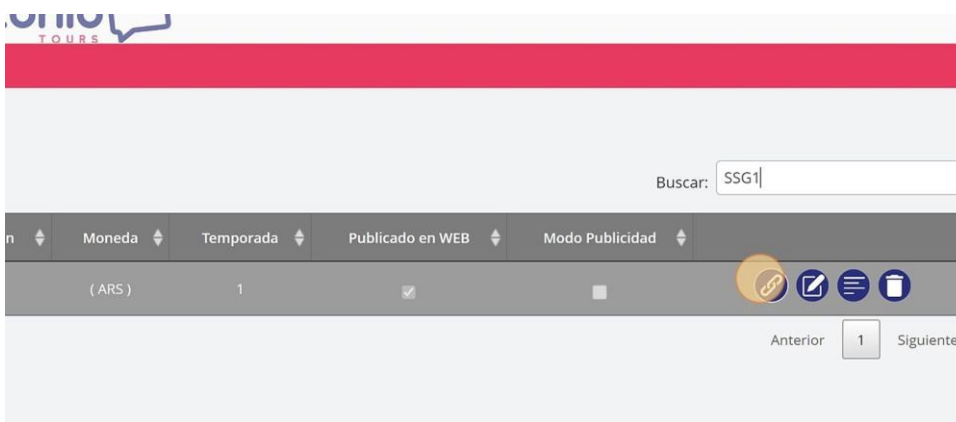 TOURS
Buscar: SSG1
Moneda Temporada Publicado en WEB Modo Publicidad
( ARS ) 1
Anterior 1 Siguiente